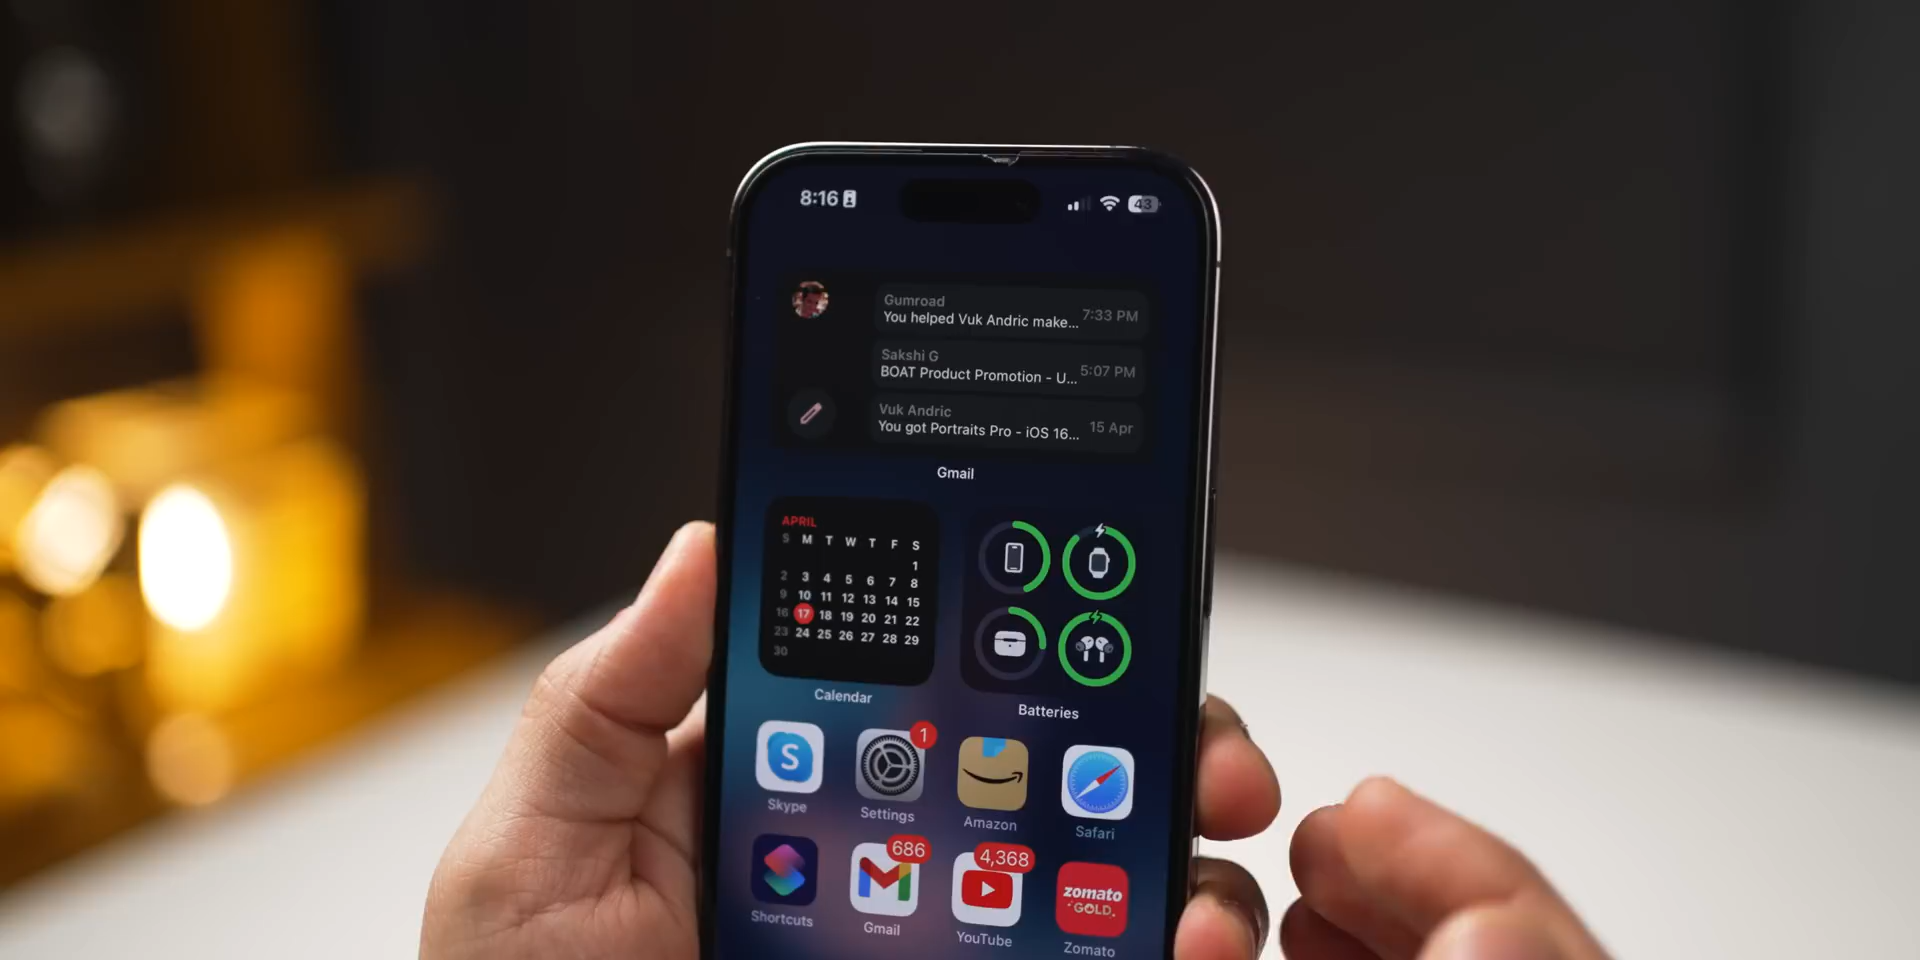 8:16
43
Gumroad
You helped Vuk Andric make... 7:33 PM
Sakshi G
BOAT Product Promotion - U... 5:07 PM
Vuk Andric
You got Portraits Pro - iOS 16... 15 Apr
Gmail
APRIL
S M T W T F S
1
2 3 4 5 6 7 8
9 10 11 12 13 14 15
16 17 18 19 20 21 22
23 24 25 26 27 28 29
30
Calendar
Batteries
S
1
Skype
Settings
Amazon
Safari
686
4,368
zomato
GOLD
Shortcuts
Gmail
YouTube
Zomato